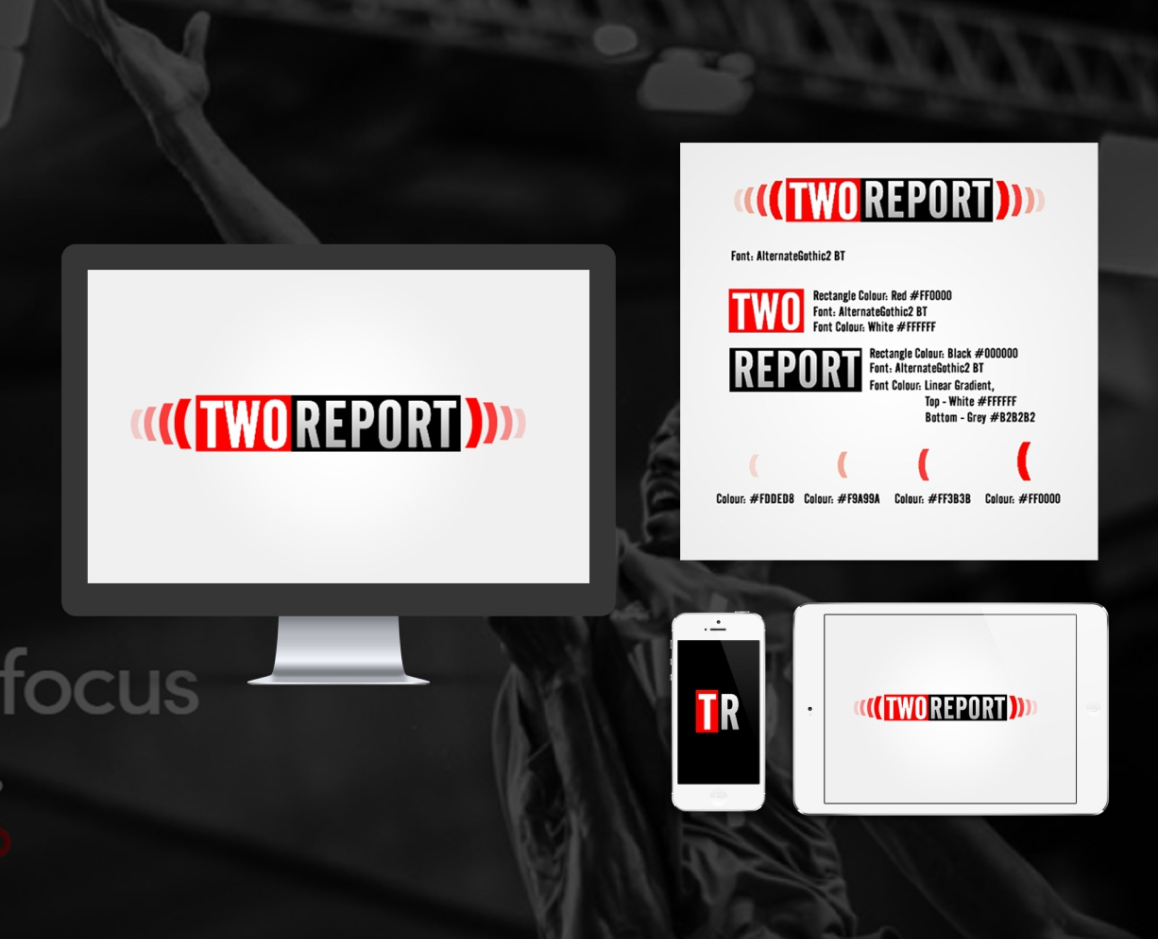 TWO REPORT
TWO REPORT
Font: AlternateGothic2 BT
TWO
Rectangle Colour: Red #FF0000
Font: AlternateGothic2 BT
Font Colour: White #FFFFFF
REPORT
Rectangle Colour: Black #000000
Font: AlternateGothic2 BT
Font Colour: Linear Gradient,
Top - White #FFFFFF
Bottom - Grey #B2B2B2
Colour: #FDDED8 Colour: #F9A99A Colour: #FF3B3B Colour: #FF0000
focus
TR
TWO REPORT